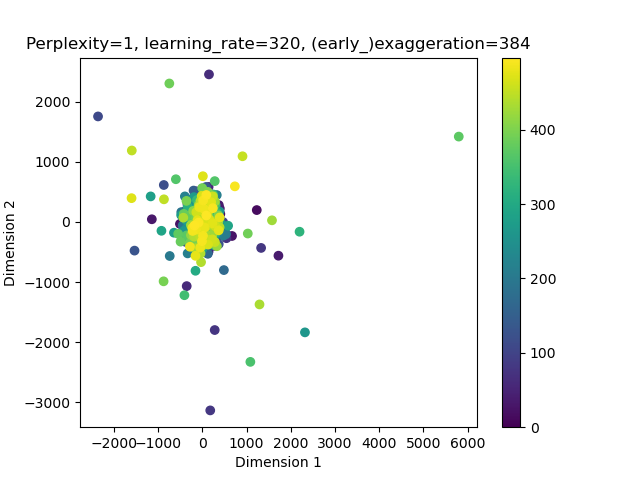 Perplexity=1, learning_rate=320, (early_)exaggeration=384
Dimension 2
2000
1000
0
−1000
−2000
−3000
−2000 −1000 0 1000 2000 3000 4000 5000 6000
Dimension 1
400
300
200
100
0